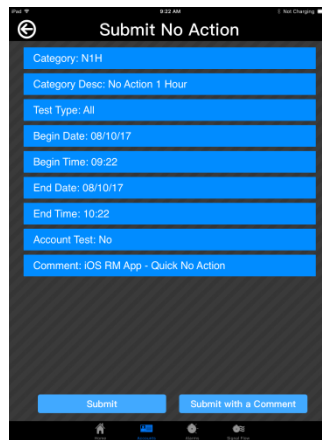 iPad
9:22 AM
Not Charging
Submit No Action
Category: N1H
Category Desc: No Action 1 Hour
Test Type: All
Begin Date: 08/10/17
Begin Time: 09:22
End Date: 08/10/17
End Time: 10:22
Account Test: No
Comment: iOS RM App - Quick No Action
Submit
Submit with a Comment
Home
Accounts
Alarms